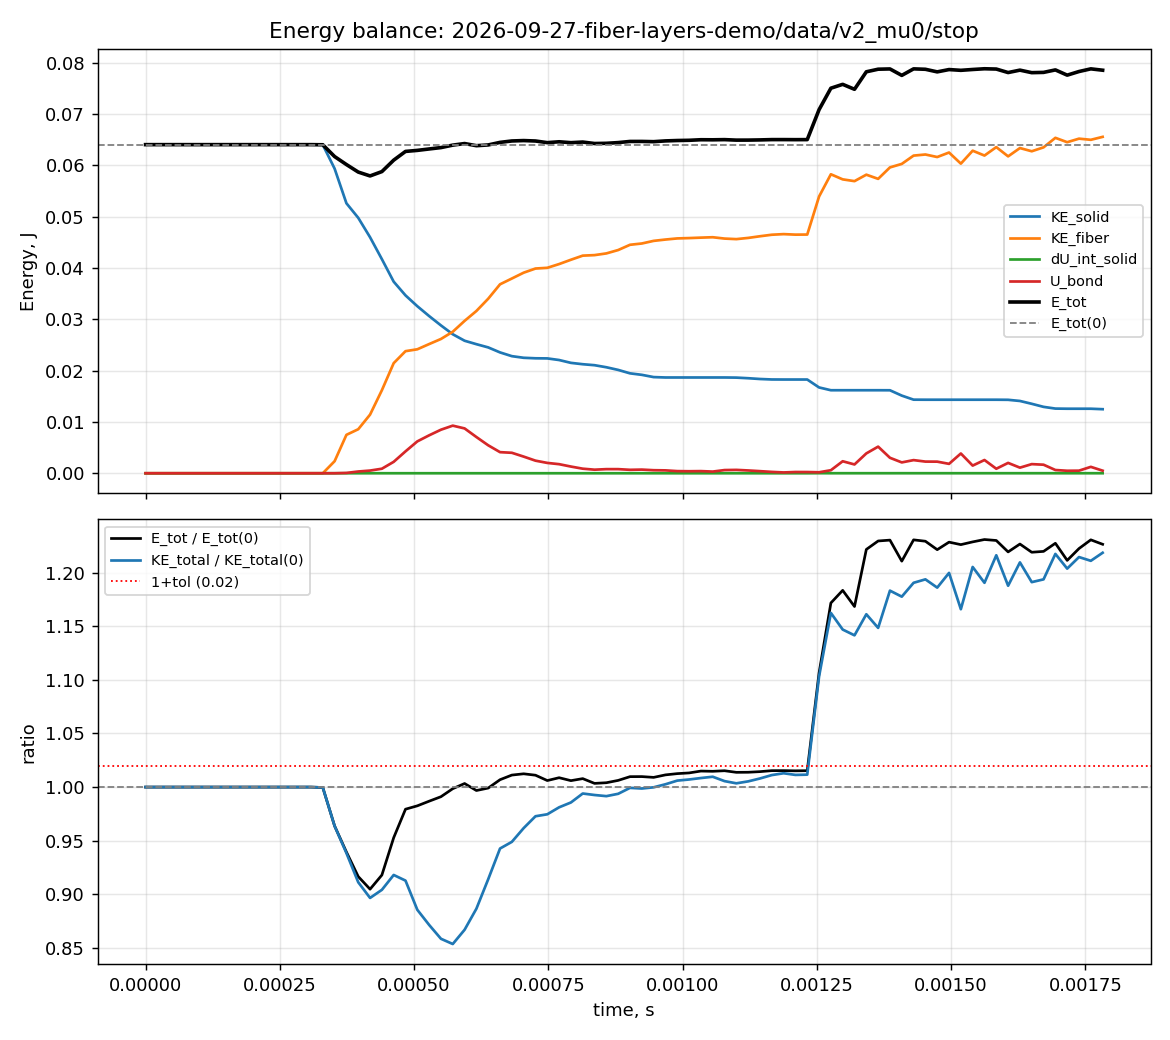 Energy balance: 2026-09-27-fiber-layers-demo/data/v2_mu0/stop
Energy, J
0.08
0.07
0.06
0.05
0.04
0.03
0.02
0.01
0.00
KE_solid
KE_fiber
dU_int_solid
U_bond
E_tot
E_tot(0)
ratio
1.20
1.15
1.10
1.05
1.00
0.95
0.90
0.85
E_tot / E_tot(0)
KE_total / KE_total(0)
1+tol (0.02)
0.00000 0.00025 0.00050 0.00075 0.00100 0.00125 0.00150 0.00175
time, s